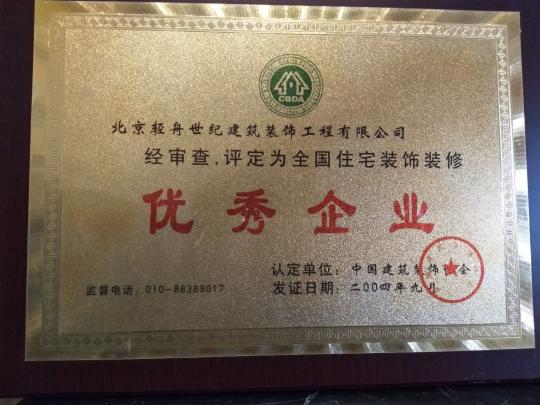 CBDA
北京轻舟世纪建筑装饰工程有限公司
经审查，评定为全国住宅装饰装修
优秀企业
认定单位：中国建筑装饰协会
监督电话：010-88389017
发证日期：二00四年九月